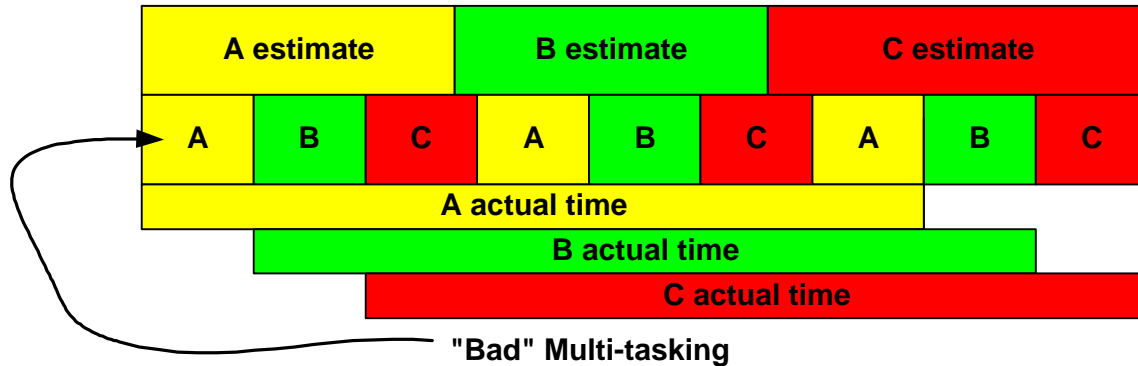 A estimate B estimate C estimate
A B C A B C A B C
A actual time
B actual time
C actual time
"Bad" Multi-tasking